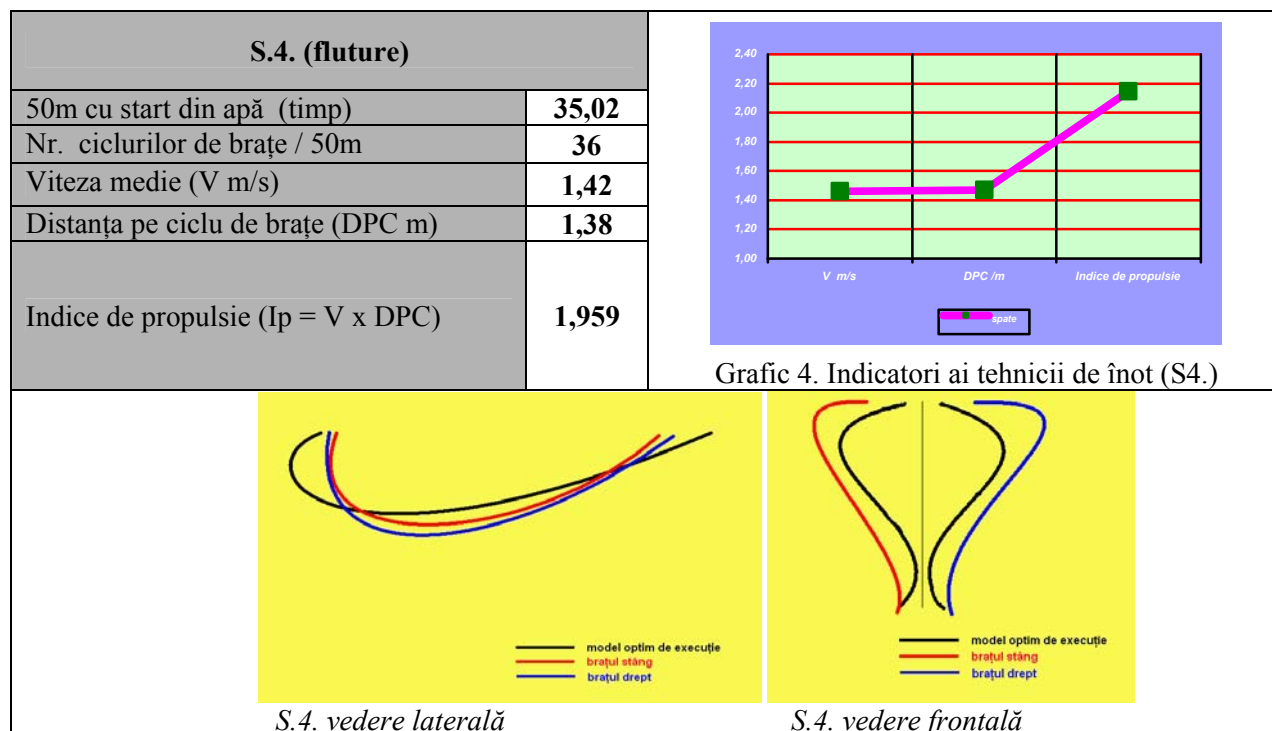 S.4. (fluture)
50m cu start din apă (timp) 35,02
Nr. ciclurilor de brațe / 50m 36
Viteza medie (V m/s) 1,42
Distanța pe ciclu de brațe (DPC m) 1,38
Indice de propulsie (Ip = V x DPC) 1,959
2,40
2,20
2,00
1,80
1,60
1,40
1,20
1,00
V m/s DPC /m Indice de propulsie
spate
Grafic 4. Indicatori ai tehnicii de înot (S4.)
model optim de execuție
brațul stâng
brațul drept
S.4. vedere laterală
model optim de execuție
brațul stâng
brațul drept
S.4. vedere frontală